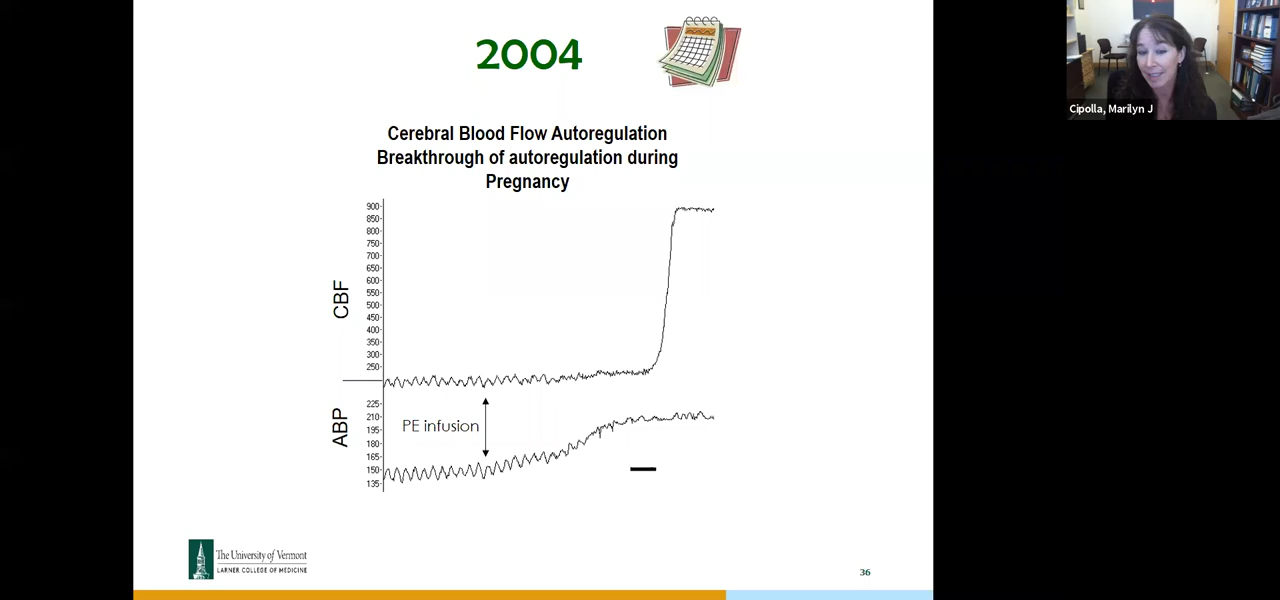 2004
Cipolla, Marilyn J
Cerebral Blood Flow Autoregulation
Breakthrough of autoregulation during
Pregnancy
CBF
900
850
800
750
700
650
600
550
500
450
400
350
300
250
ABP
225
210
195
180
165
150
135
PE infusion
The University of Vermont
LARNER COLLEGE OF MEDICINE
36